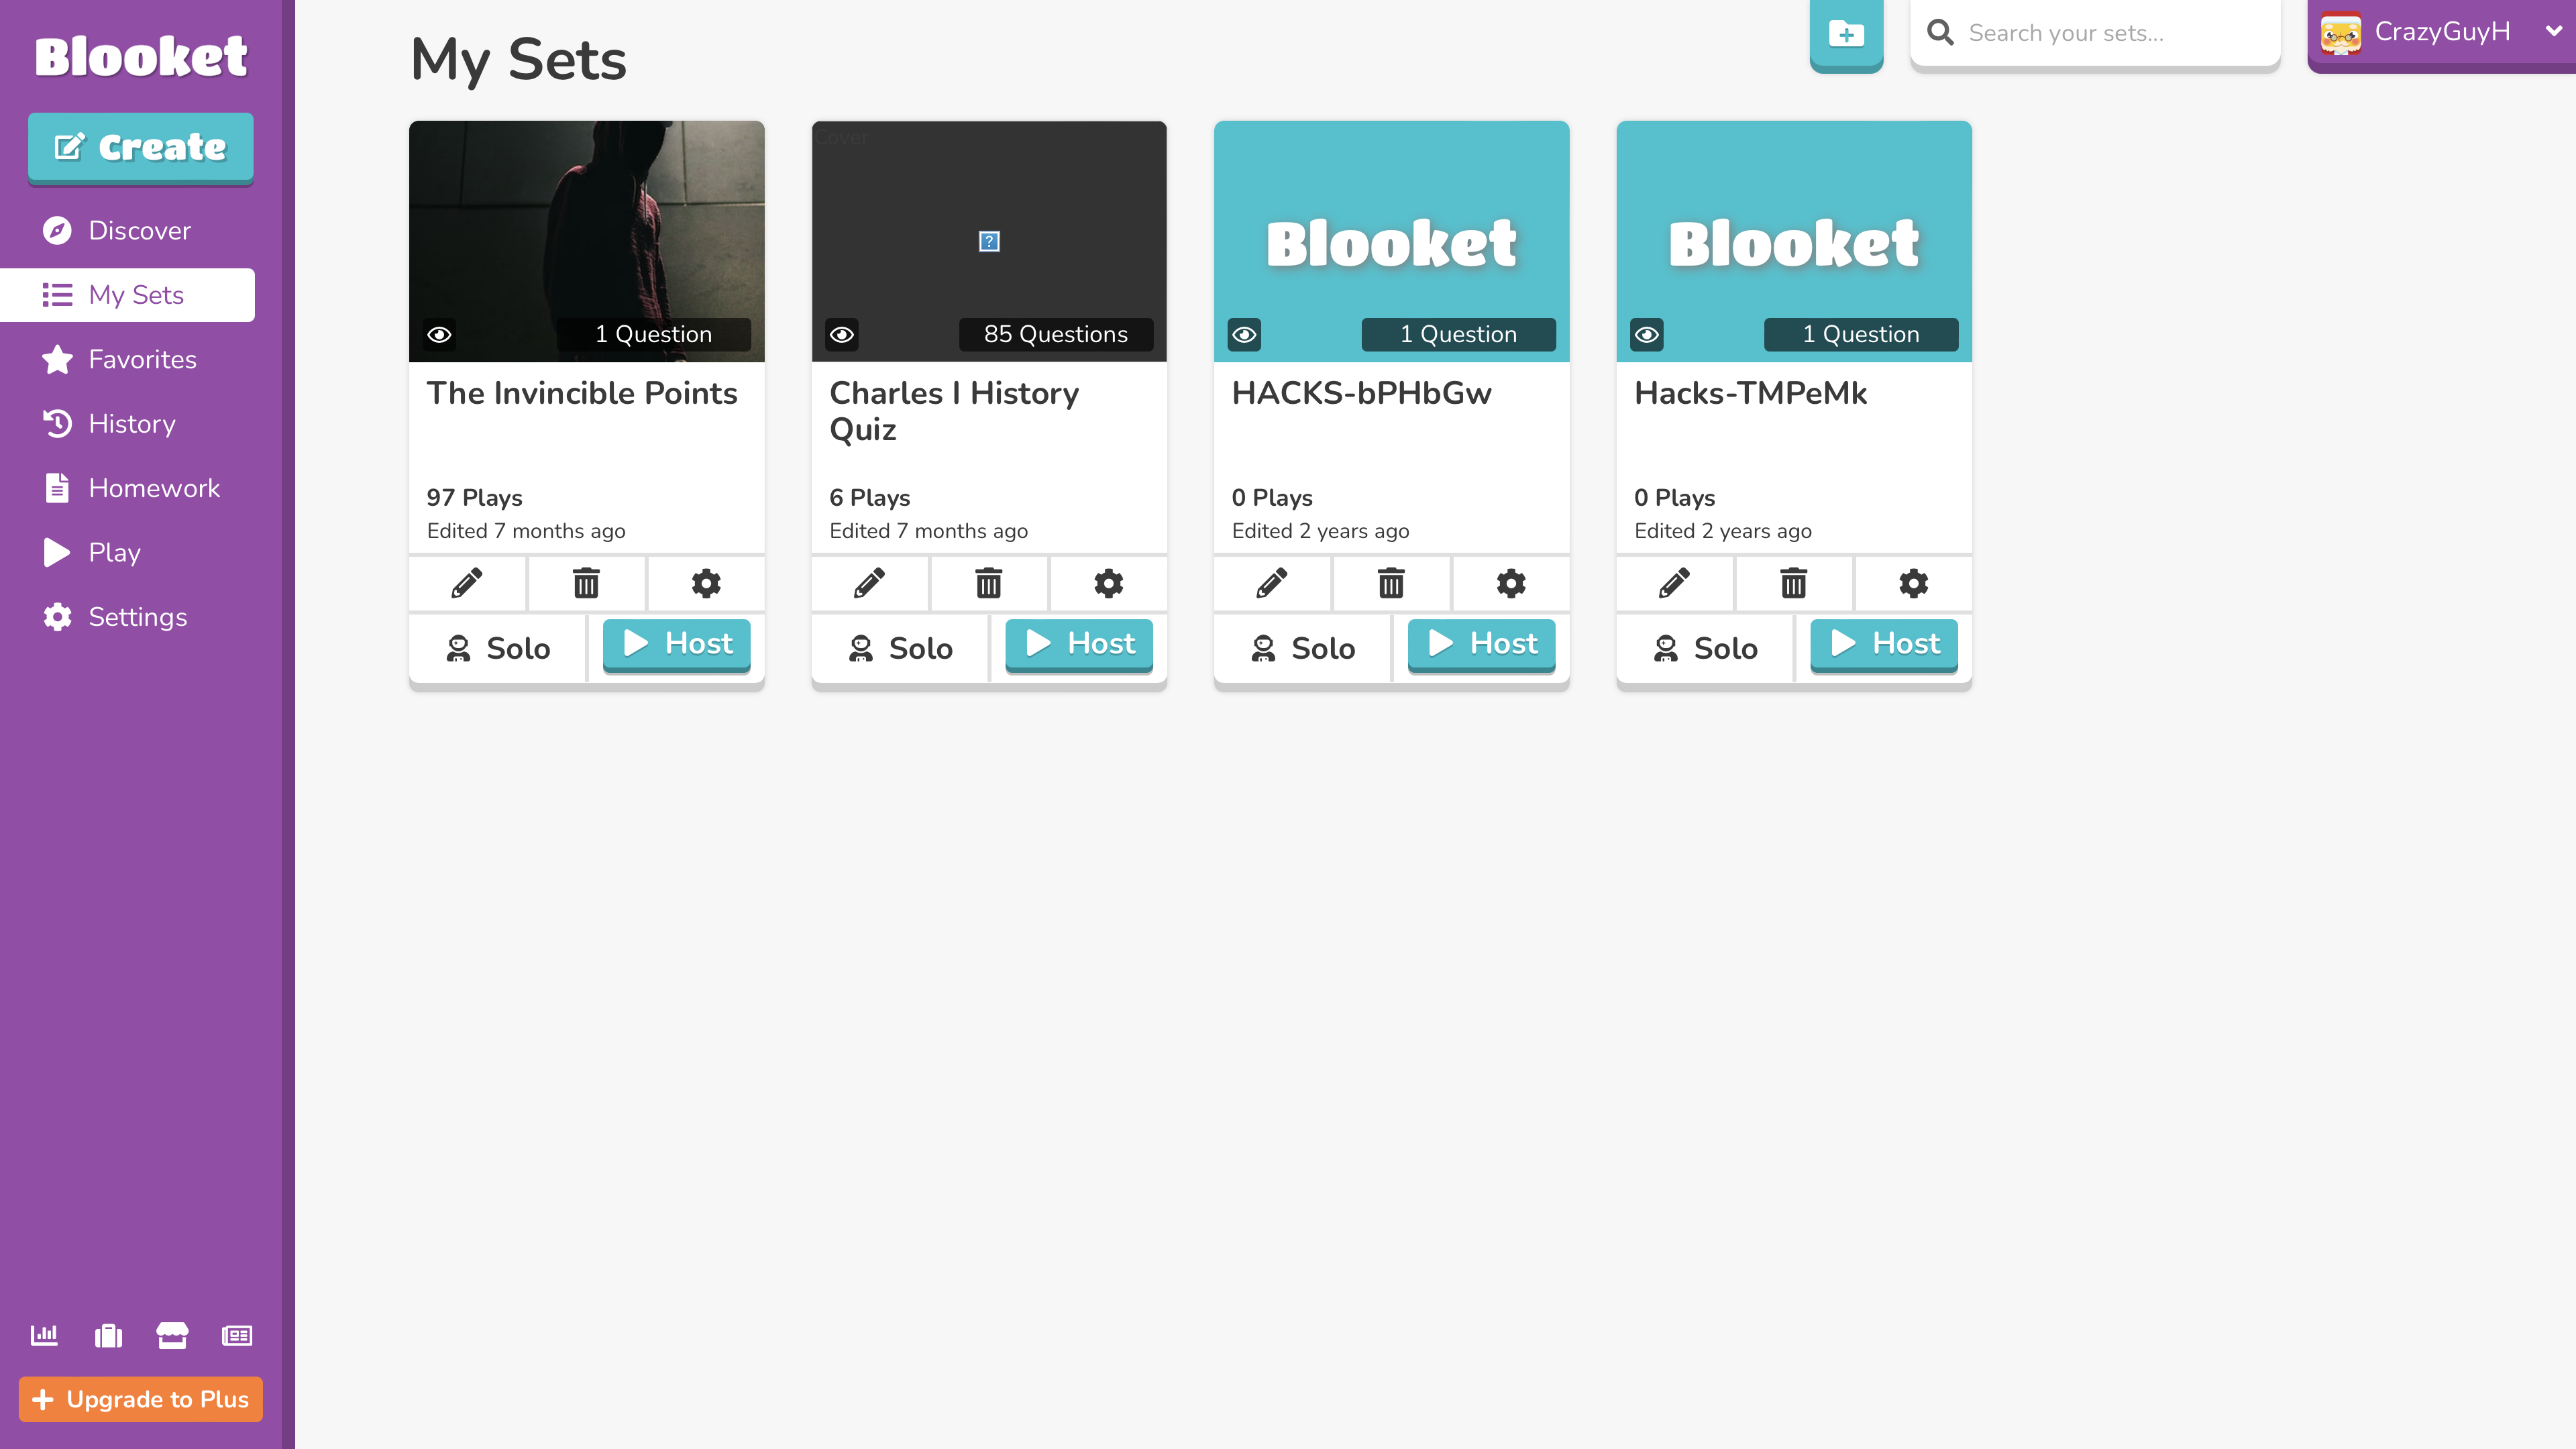 Blooket
Create
Discover
My Sets
Favorites
History
Homework
Play
Settings
Upgrade to Plus
My Sets
Search your sets...
CrazyGuyH
1 Question
The Invincible Points
97 Plays
Edited 7 months ago
Solo
Host
Cover
?
85 Questions
Charles I History
Quiz
6 Plays
Edited 7 months ago
Solo
Host
Blooket
1 Question
HACKS-bPHbGw
0 Plays
Edited 2 years ago
Solo
Host
Blooket
1 Question
Hacks-TMPeMk
0 Plays
Edited 2 years ago
Solo
Host